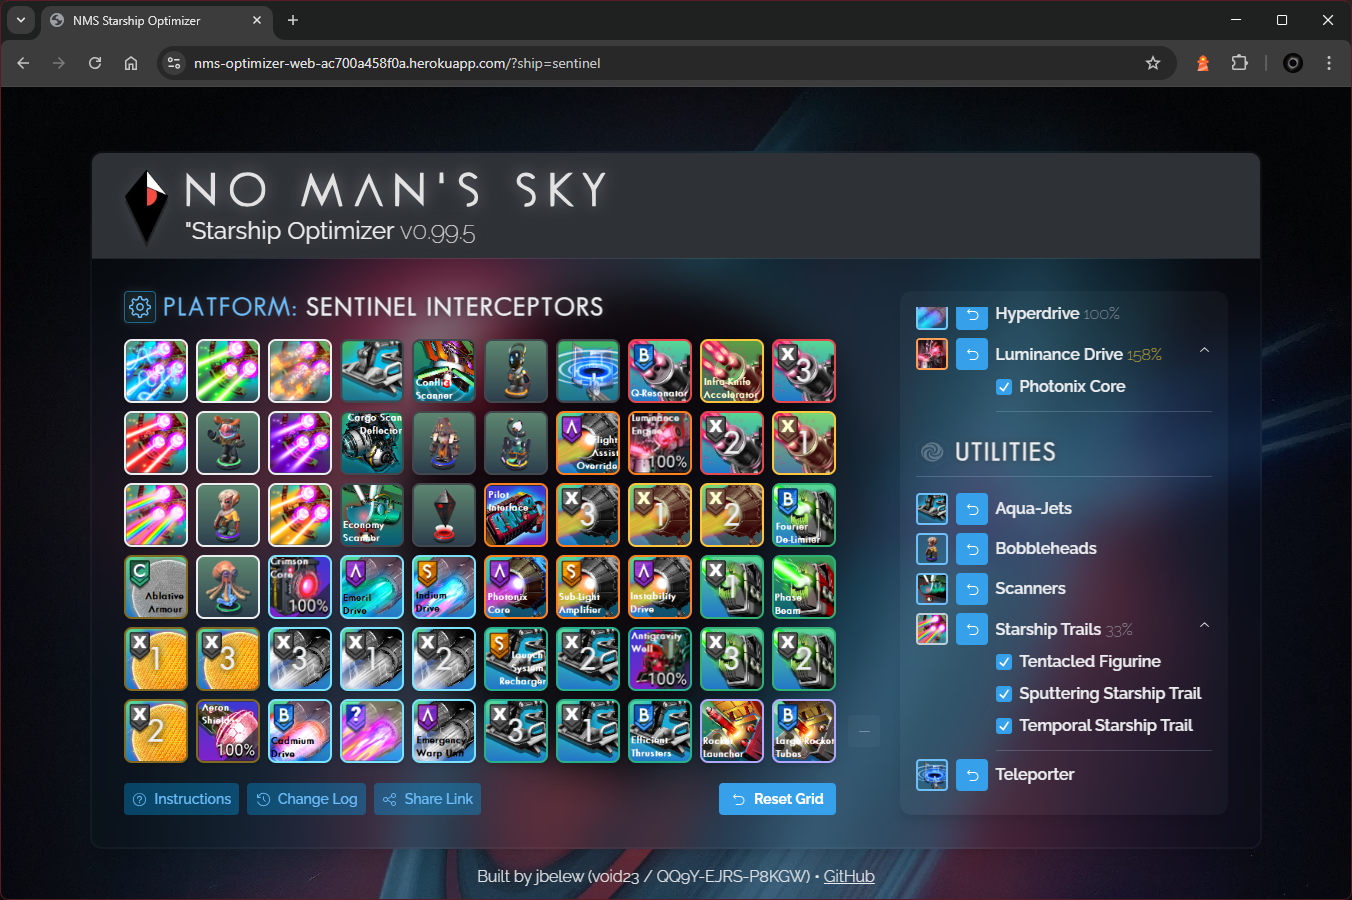 NMS Starship Optimizer
nms-optimizer-web-ac700a458f0a.herokuapp.com/?ship=sentinel
NO MAN'S SKY
"Starship Optimizer v0.99.5
PLATFORM: SENTINEL INTERCEPTORS
Conflict Scanner
B
Q-Resonator
Infra-Knife Accelerator
X 3
Cargo Scan Deflector
Flight Assist Override
Luminance Engine
100%
X 2
X 1
Economy Scanner
Pilot Interface
X 3
X 1
X 2
B
Fourier De-Limiter
C
Ablative Armour
Crimson Core
100%
A
Emeril Drive
S
Indium Drive
A
Photonix Core
S
Sub-Light Amplifier
A
Instability Drive
X 1
Phase Beam
X 1
X 3
X 3
X 1
X 2
S
Launch System Recharger
X 2
Antigravity Well
100%
X 3
X 2
X 2
Aeron Shields
100%
B
Cadmium Drive
?
A
Emergency Warp Unit
X 3
X 1
B
Efficient Thrusters
Rocket Launcher
B
Large Rocket Tubes
Instructions
Change Log
Share Link
Reset Grid
Hyperdrive 100%
Luminance Drive 158%
Photonix Core
UTILITIES
Aqua-Jets
Bobbleheads
Scanners
Starship Trails 33%
Tentacled Figurine
Sputtering Starship Trail
Temporal Starship Trail
Teleporter
Built by jbelew (void23 / QQ9Y-EJRS-P8KGW) • GitHub